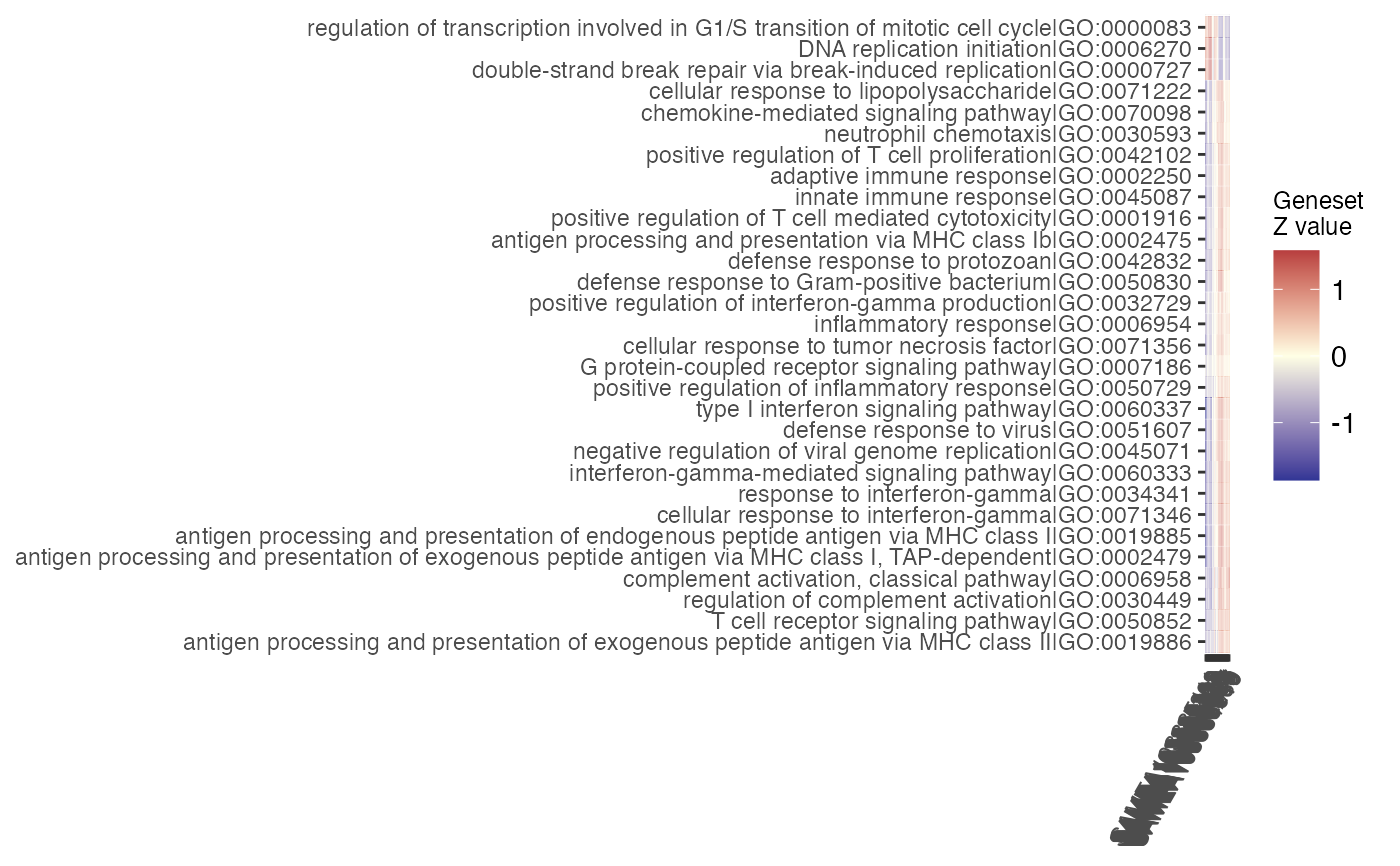 regulation of transcription involved in G1/S transition of mitotic cell cycle|GO:0000083
DNA replication initiation|GO:0006270
double-strand break repair via break-induced replication|GO:0000727
cellular response to lipopolysaccharide|GO:0071222
chemokine-mediated signaling pathway|GO:0070098
neutrophil chemotaxis|GO:0030593
positive regulation of T cell proliferation|GO:0042102
adaptive immune response|GO:0002250
innate immune response|GO:0045087
positive regulation of T cell mediated cytotoxicity|GO:0001916
antigen processing and presentation via MHC class Ib|GO:0002475
defense response to protozoan|GO:0042832
defense response to Gram-positive bacterium|GO:0050830
positive regulation of interferon-gamma production|GO:0032729
inflammatory response|GO:0006954
cellular response to tumor necrosis factor|GO:0071356
G protein-coupled receptor signaling pathway|GO:0007186
positive regulation of inflammatory response|GO:0050729
type I interferon signaling pathway|GO:0060337
defense response to virus|GO:0051607
negative regulation of viral genome replication|GO:0045071
interferon-gamma-mediated signaling pathway|GO:0060333
response to interferon-gamma|GO:0034341
cellular response to interferon-gamma|GO:0071346
antigen processing and presentation of endogenous peptide antigen via MHC class I|GO:0019885
antigen processing and presentation of exogenous peptide antigen via MHC class I, TAP-dependent|GO:0002479
complement activation, classical pathway|GO:0006958
regulation of complement activation|GO:0030449
T cell receptor signaling pathway|GO:0050852
antigen processing and presentation of exogenous peptide antigen via MHC class II|GO:0019886
Geneset
Z value
1
0
-1